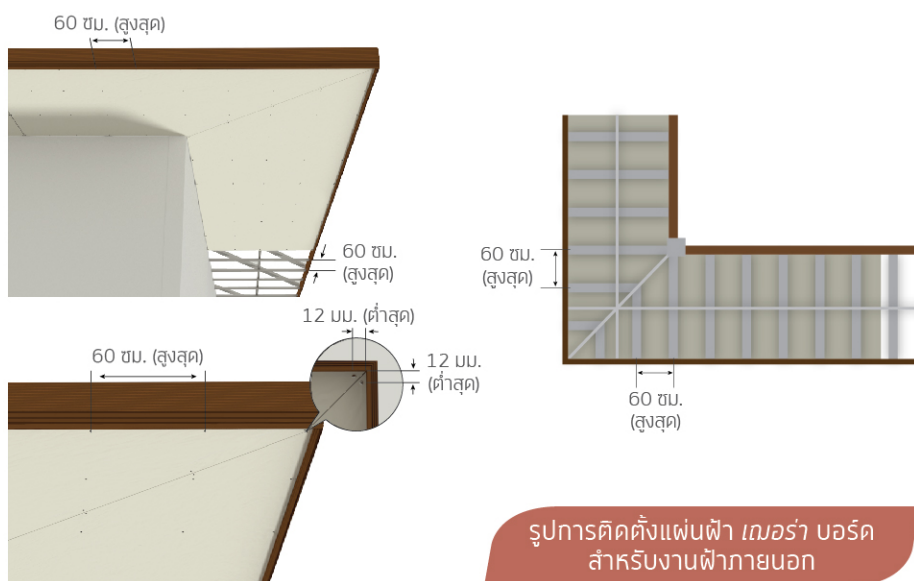 60 ซม. (สูงสุด)
60 ซม.
(สูงสุด)
12 มม. (ต่ำสุด)
60 ซม. (สูงสุด)
12 มม.
(ต่ำสุด)
60 ซม.
(สูงสุด)
60 ซม.
(สูงสุด)
รูปการติดตั้งแผ่นฝ้า เฌอร่า บอร์ด
สำหรับงานฝ้าภายนอก